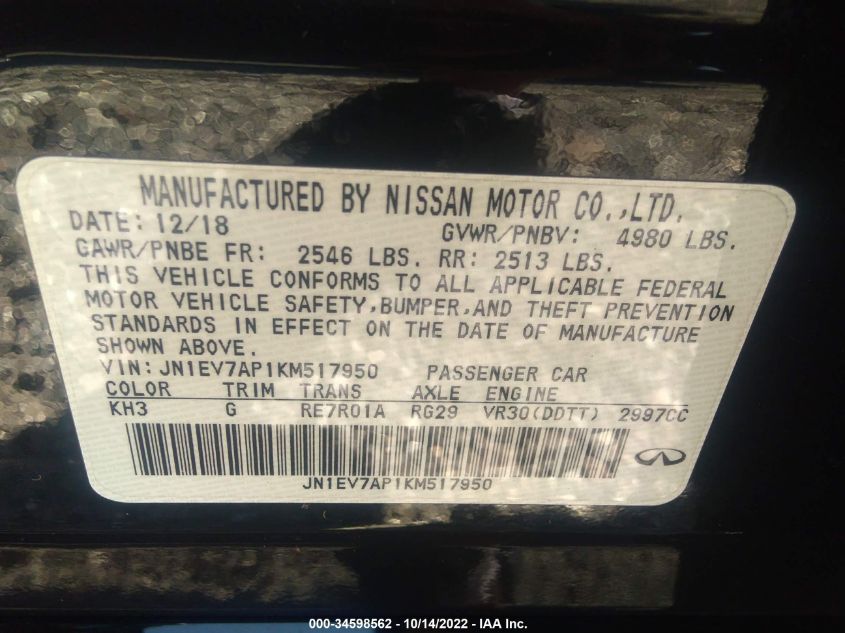 MANUFACTURED BY NISSAN MOTOR CO.,LTD.
DATE: 12/18 GVWR/PNBV: 4980 LBS.
GAWR/PNBE FR: 2546 LBS. RR: 2513 LBS.
THIS VEHICLE CONFORMS TO ALL APPLICABLE FEDERAL
MOTOR VEHICLE SAFETY,BUMPER,AND THEFT PREVENTION
STANDARDS IN EFFECT ON THE DATE OF MANUFACTURE
SHOWN ABOVE.
VIN: JN1EV7AP1KM517950 PASSENGER CAR
COLOR TRIM TRANS AXLE ENGINE
KH3 G RE7R01A RG29 VR30(DDTT) 2997CC
JN1EV7AP1KM517950
000-34598562 - 10/14/2022 - IAA Inc.